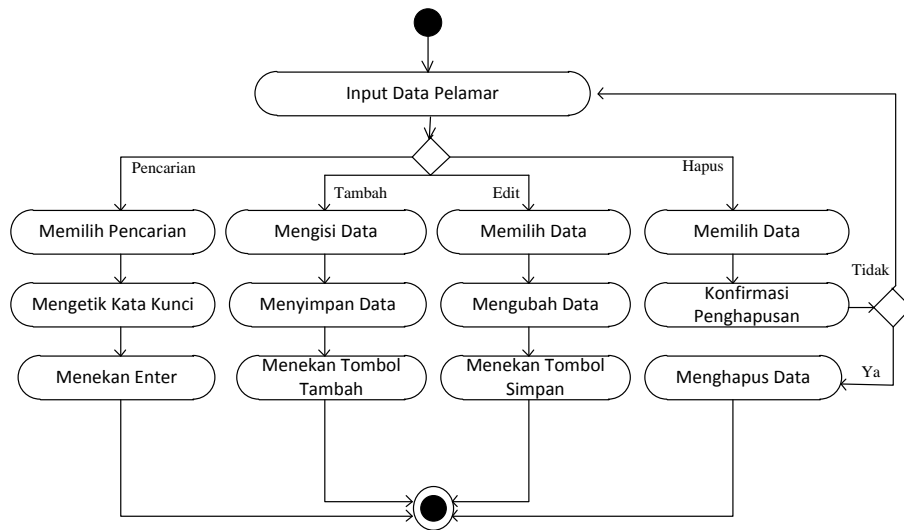 Input Data Pelamar
Pencarian
Tambah
Edit
Hapus
Memilih Pencarian
Mengisi Data
Memilih Data
Memilih Data
Tidak
Mengetik Kata Kunci
Menyimpan Data
Mengubah Data
Konfirmasi
Penghapusan
Menekan Enter
Menekan Tombol
Tambah
Menekan Tombol
Simpan
Menghapus Data
Ya